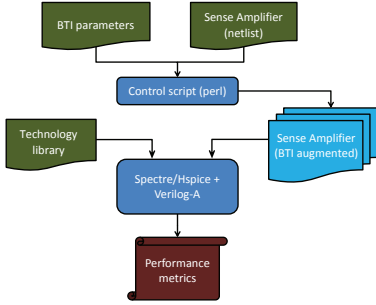 BTI parameters
Sense Amplifier
(netlist)
Control script (perl)
Technology
library
Sense Amplifier
(BTI augmented)
Spectre/Hspice +
Verilog-A
Performance
metrics